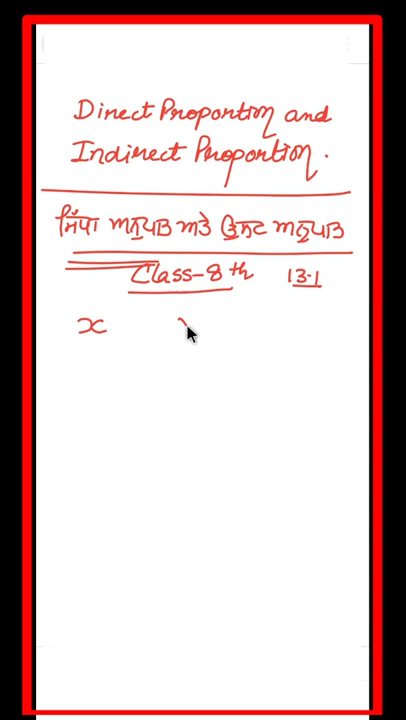 Direct Proportion and
Indirect Proportion.
ਸਿੱਧਾ ਅਨੁਪਾਤ ਅਤੇ ਉਲਟ ਅਨੁਪਾਤ
Class-8th 13.1
x